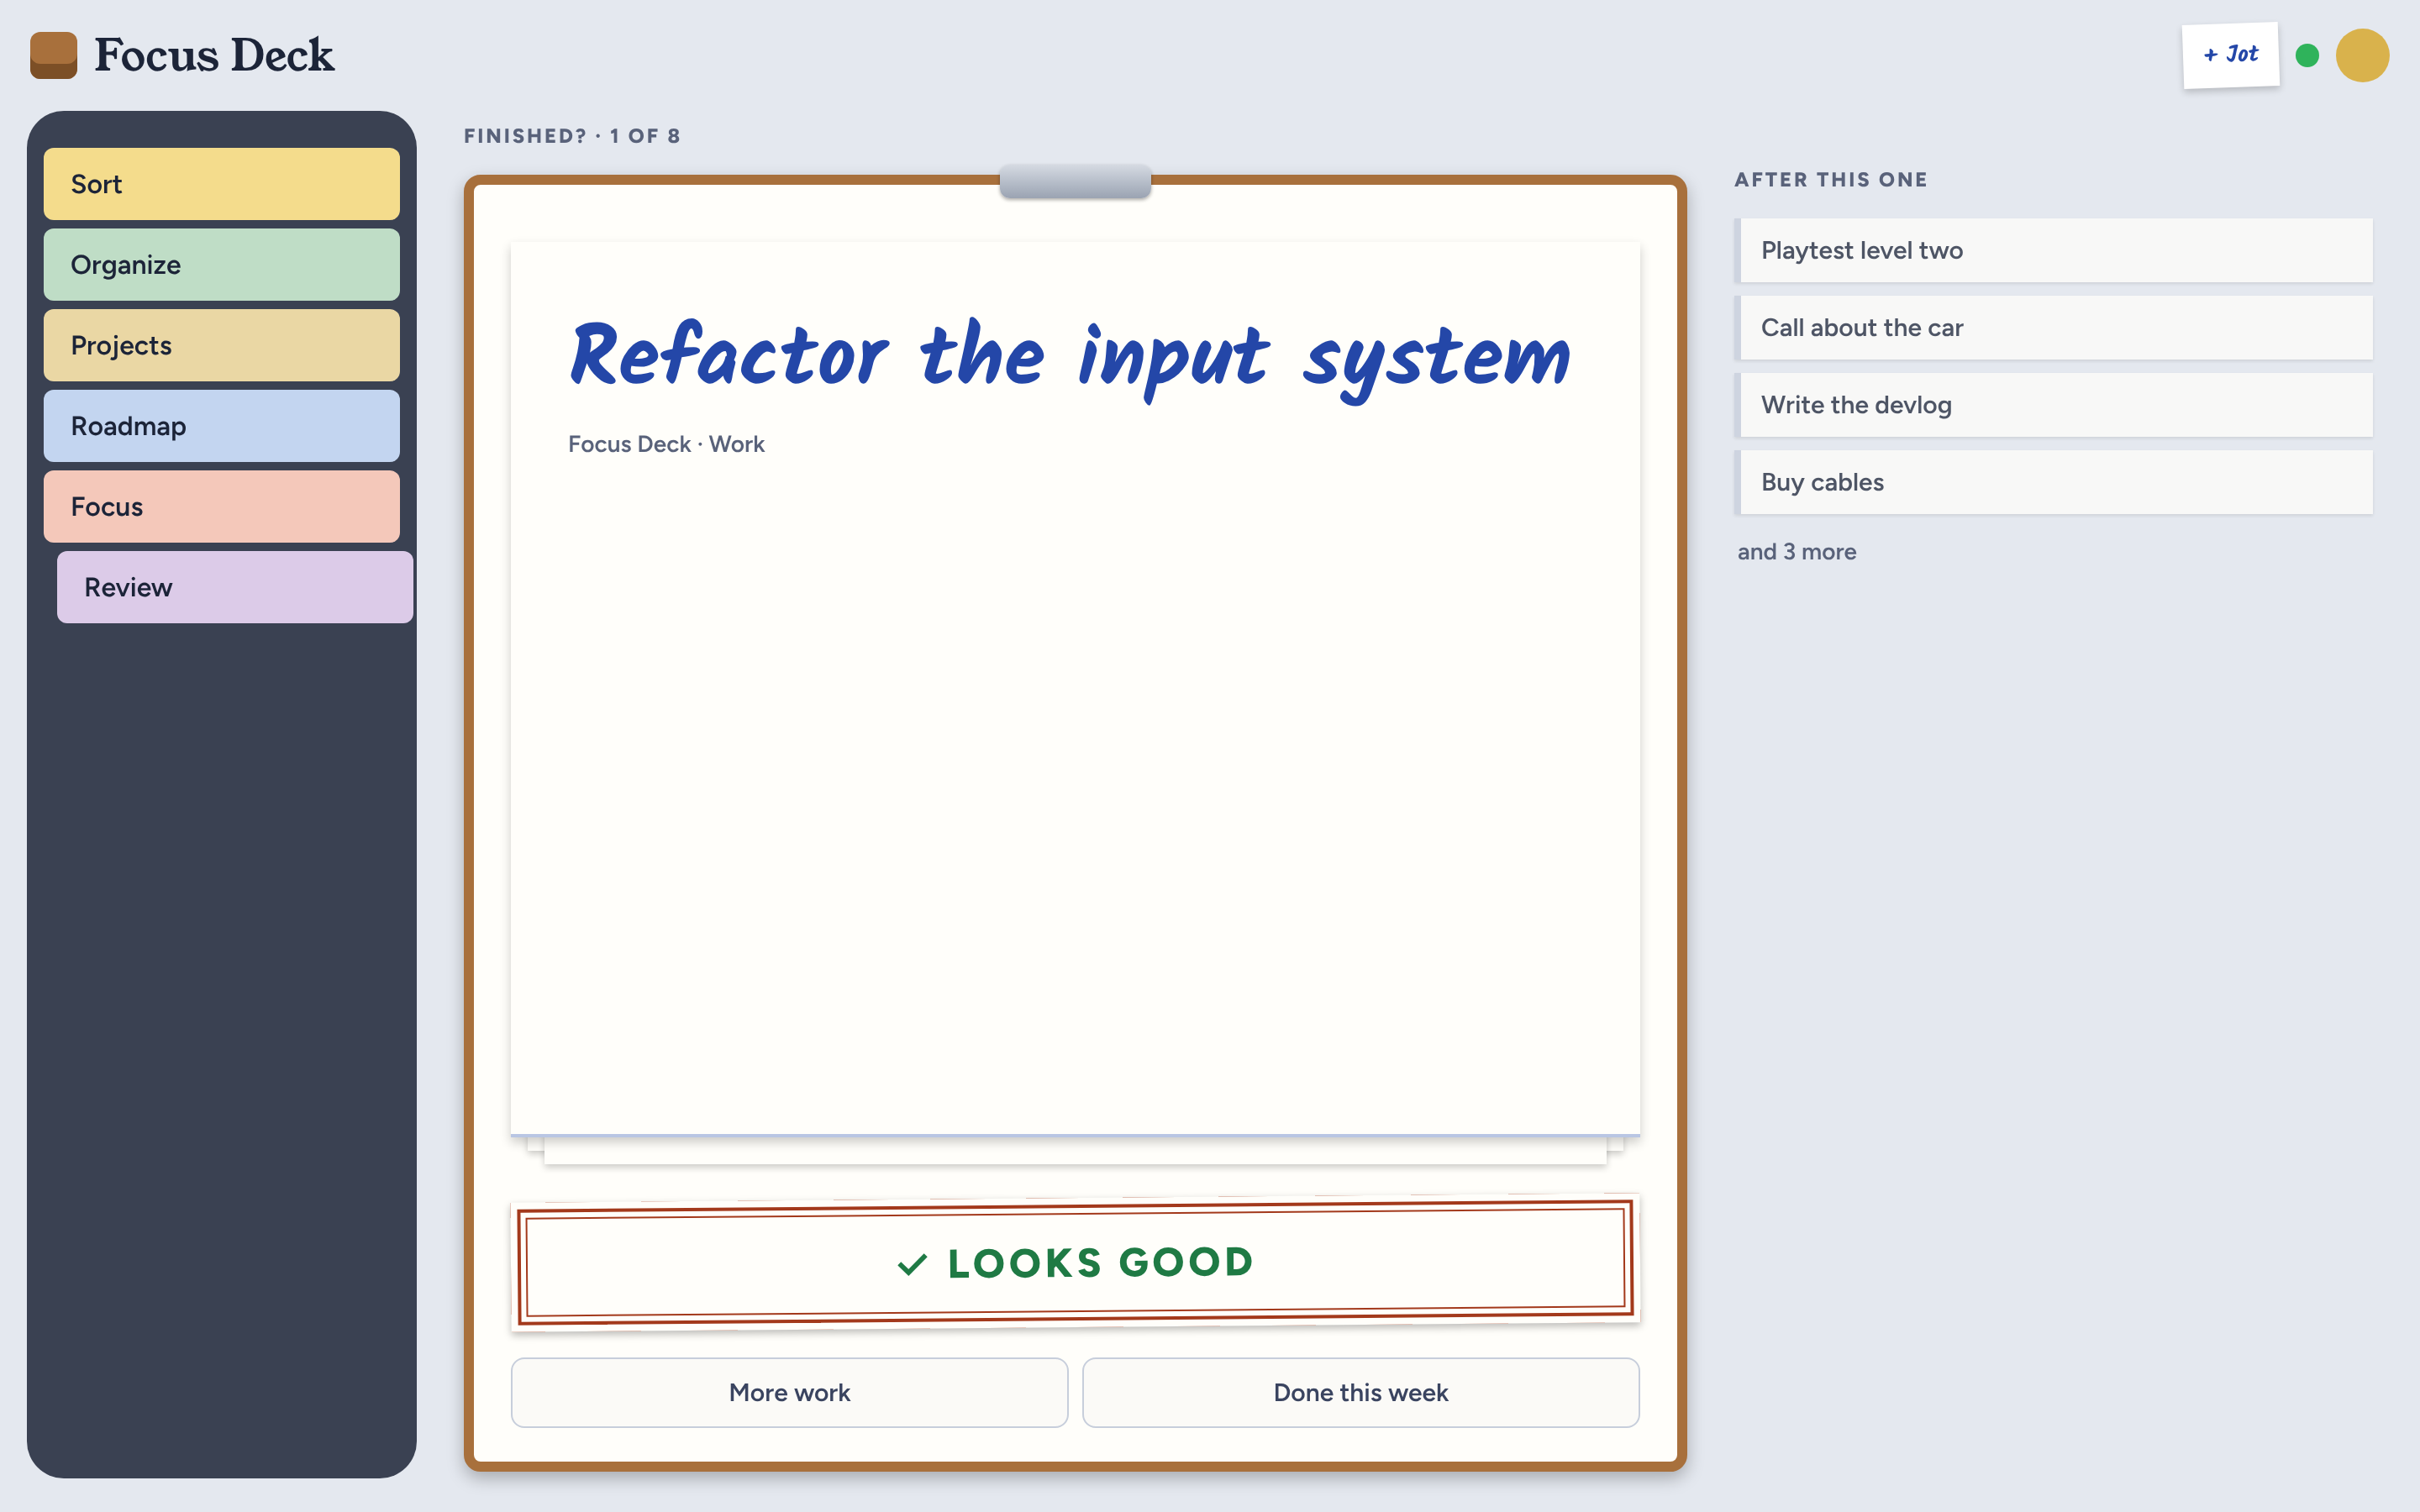 Focus Deck
+ Jot
Sort
Organize
Projects
Roadmap
Focus
Review
FINISHED? · 1 OF 8
Refactor the input system
Focus Deck · Work
✓ LOOKS GOOD
More work
Done this week
AFTER THIS ONE
Playtest level two
Call about the car
Write the devlog
Buy cables
and 3 more